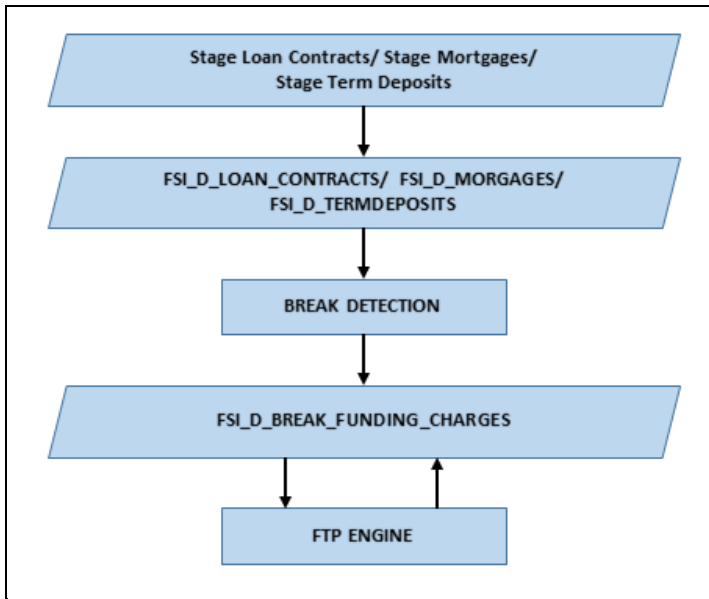 Stage Loan Contracts/ Stage Mortgages/
Stage Term Deposits
FSI_D_LOAN_CONTRACTS/ FSI_D_MORGAGES/
FSI_D_TERMDEPOSITS
BREAK DETECTION
FSI_D_BREAK_FUNDING_CHARGES
FTP ENGINE